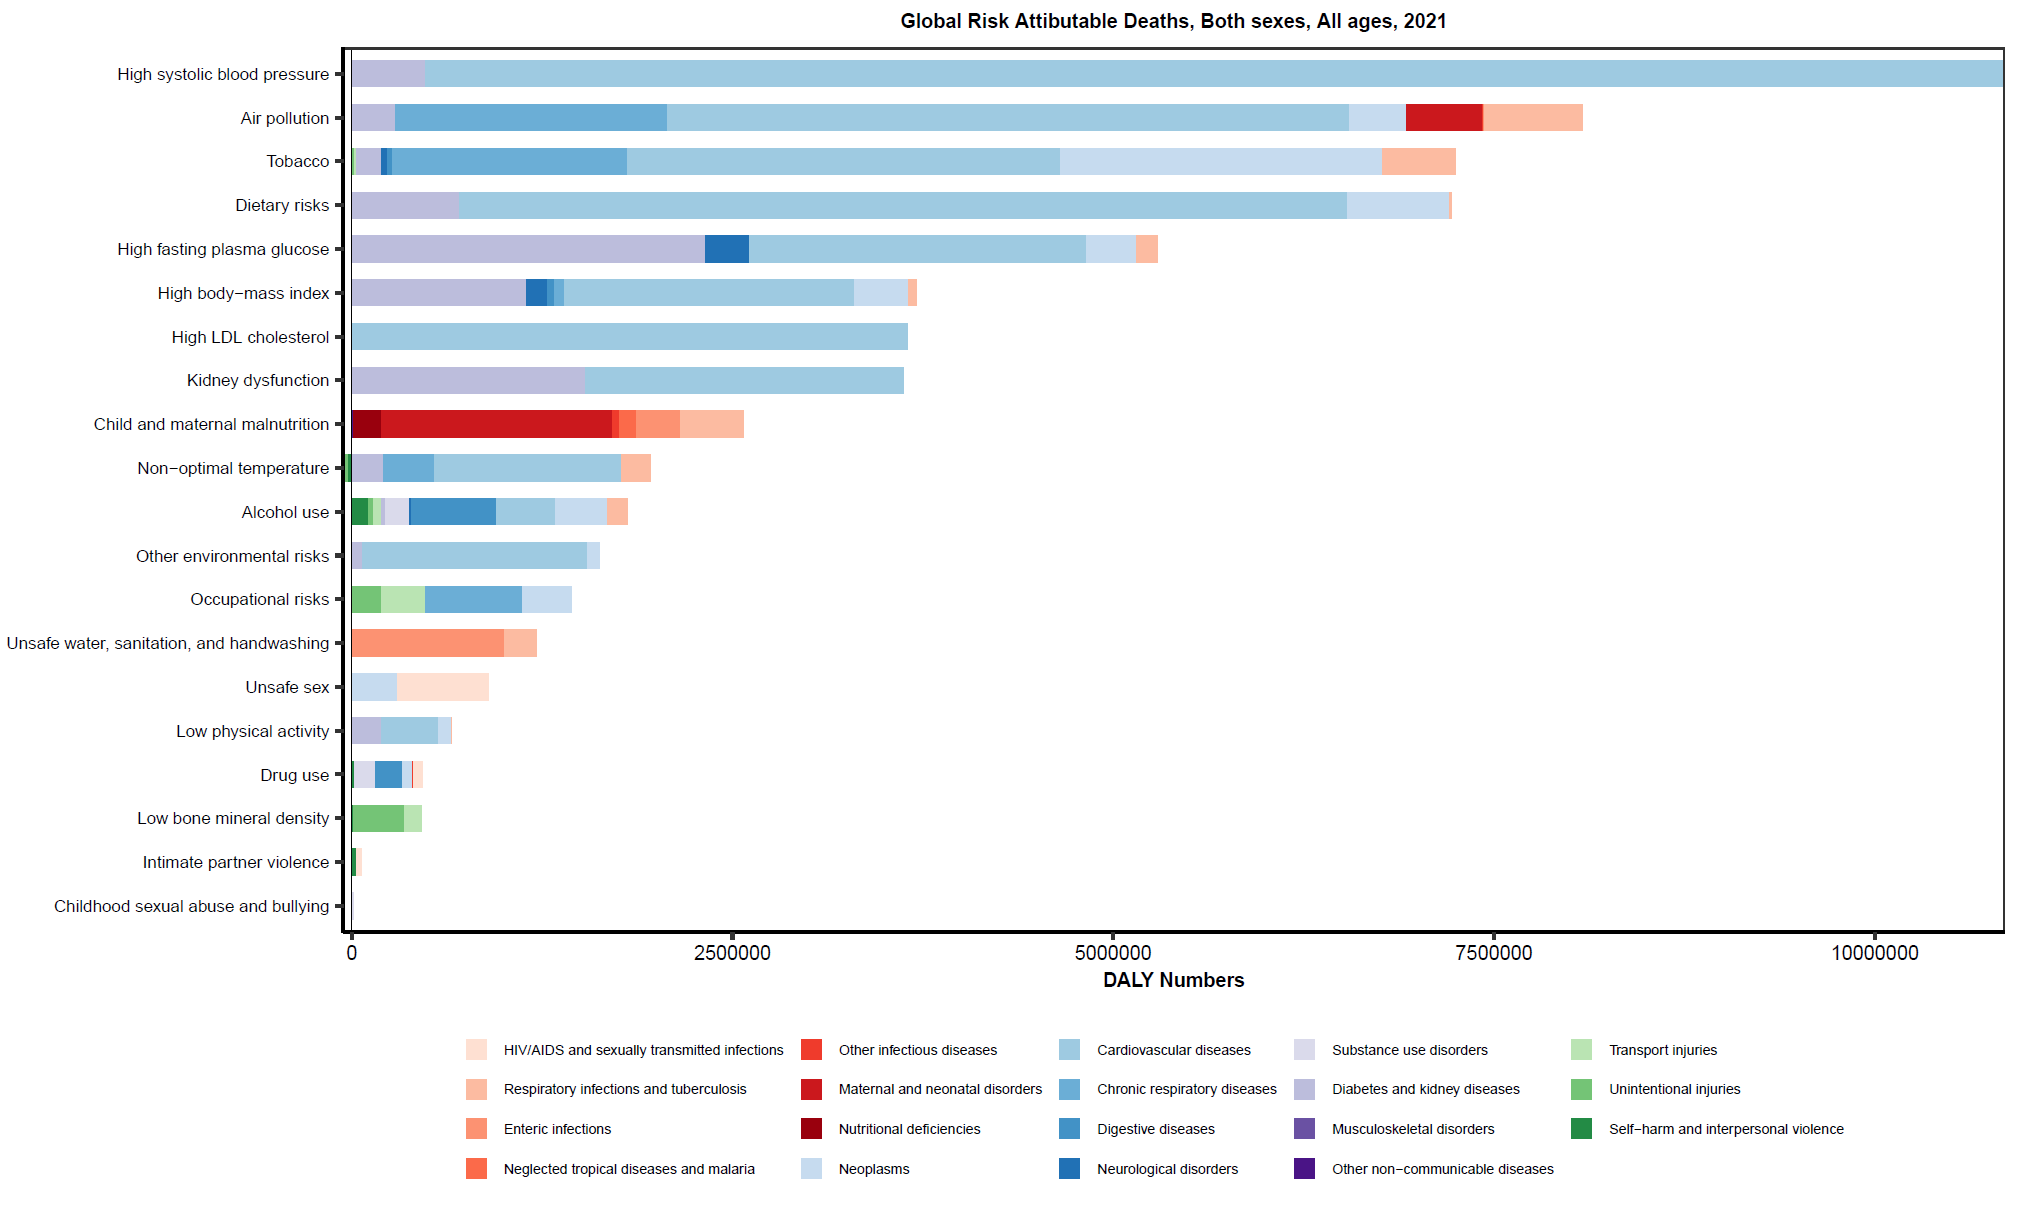 Global Risk Attibutable Deaths, Both sexes, All ages, 2021
High systolic blood pressure
Air pollution
Tobacco
Dietary risks
High fasting plasma glucose
High body−mass index
High LDL cholesterol
Kidney dysfunction
Child and maternal malnutrition
Non−optimal temperature
Alcohol use
Other environmental risks
Occupational risks
Unsafe water, sanitation, and handwashing
Unsafe sex
Low physical activity
Drug use
Low bone mineral density
Intimate partner violence
Childhood sexual abuse and bullying
0 2500000 5000000 7500000 10000000
DALY Numbers
HIV/AIDS and sexually transmitted infections Other infectious diseases Cardiovascular diseases Substance use disorders Transport injuries
Respiratory infections and tuberculosis Maternal and neonatal disorders Chronic respiratory diseases Diabetes and kidney diseases Unintentional injuries
Enteric infections Nutritional deficiencies Digestive diseases Musculoskeletal disorders Self−harm and interpersonal violence
Neglected tropical diseases and malaria Neoplasms Neurological disorders Other non−communicable diseases